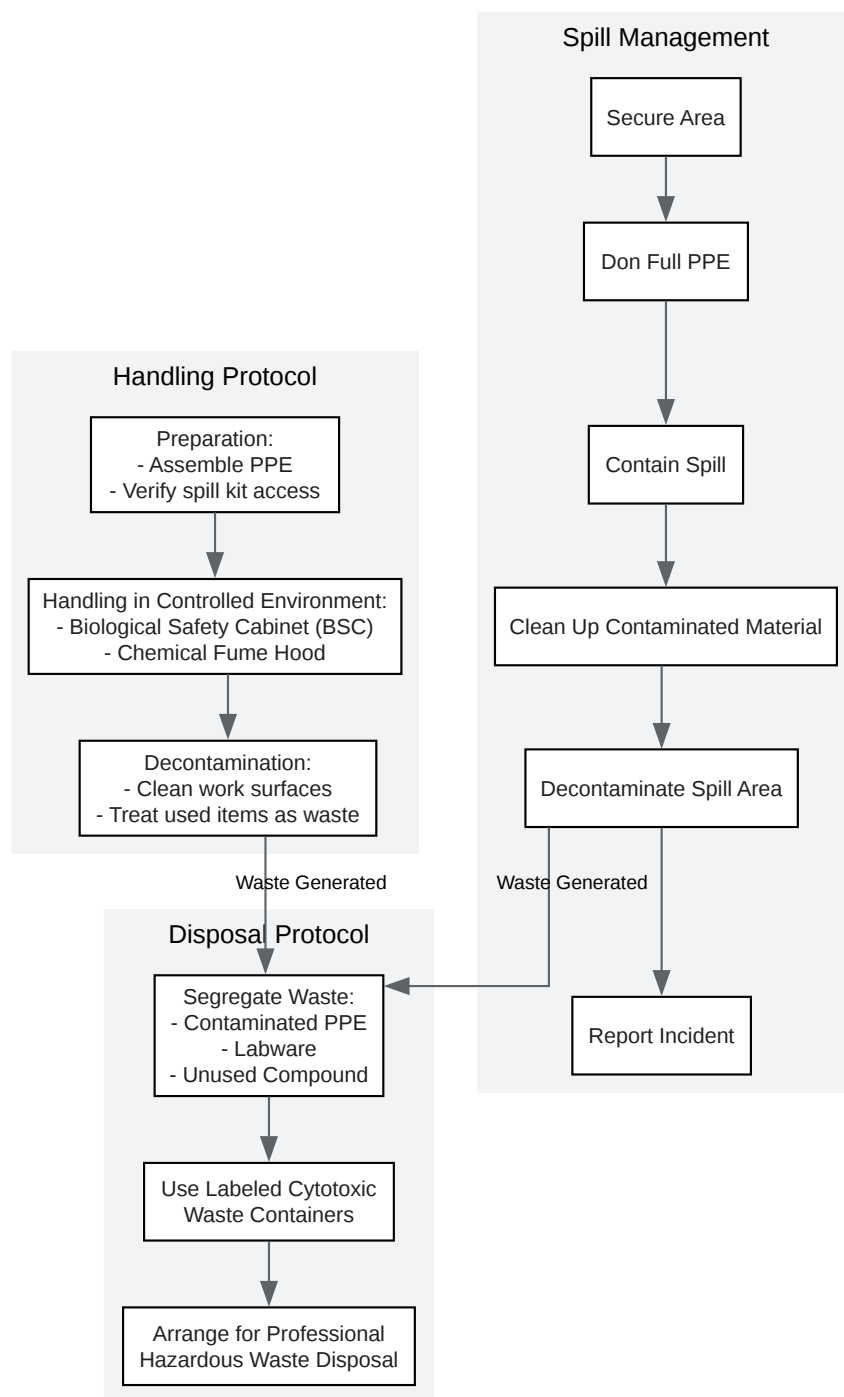 Spill Management
Secure Area
Don Full PPE
Contain Spill
Clean Up Contaminated Material
Decontaminate Spill Area
Waste Generated
Report Incident
Handling Protocol
Preparation:
- Assemble PPE
- Verify spill kit access
Handling in Controlled Environment:
- Biological Safety Cabinet (BSC)
- Chemical Fume Hood
Decontamination:
- Clean work surfaces
- Treat used items as waste
Waste Generated
Disposal Protocol
Segregate Waste:
- Contaminated PPE
- Labware
- Unused Compound
Use Labeled Cytotoxic
Waste Containers
Arrange for Professional
Hazardous Waste Disposal